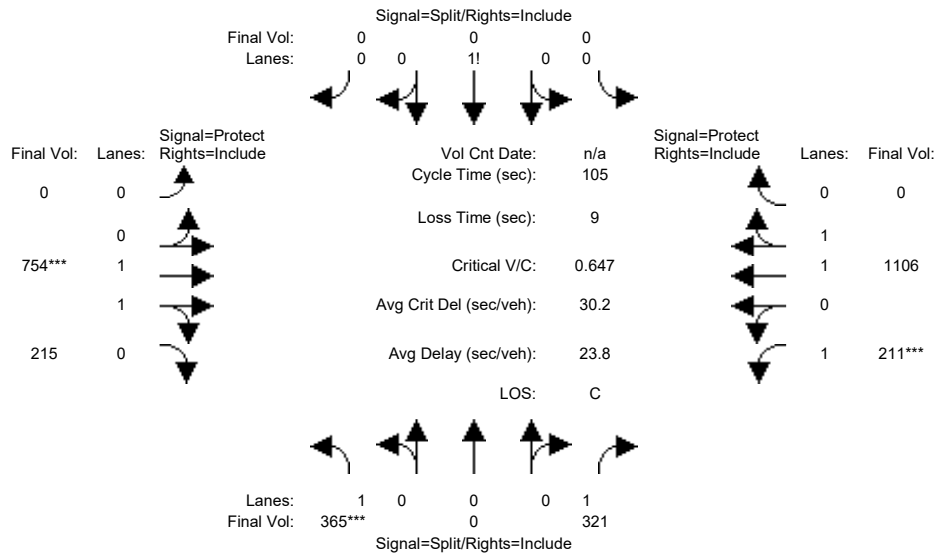 Signal=Split/Rights=Include
Final Vol: 0 0 0
Lanes: 0 0 1! 0 0
Signal=Protect Signal=Protect
Final Vol: Lanes: Rights=Include Vol Cnt Date: n/a Rights=Include Lanes: Final Vol:
Cycle Time (sec): 105
0 0 0 0
Loss Time (sec): 9
0 1
754*** 1 Critical V/C: 0.647 1 1106
1 Avg Crit Del (sec/veh): 30.2 0
215 0 Avg Delay (sec/veh): 23.8 1 211***
LOS: C
Lanes: 1 0 0 0 1
Final Vol: 365*** 0 321
Signal=Split/Rights=Include